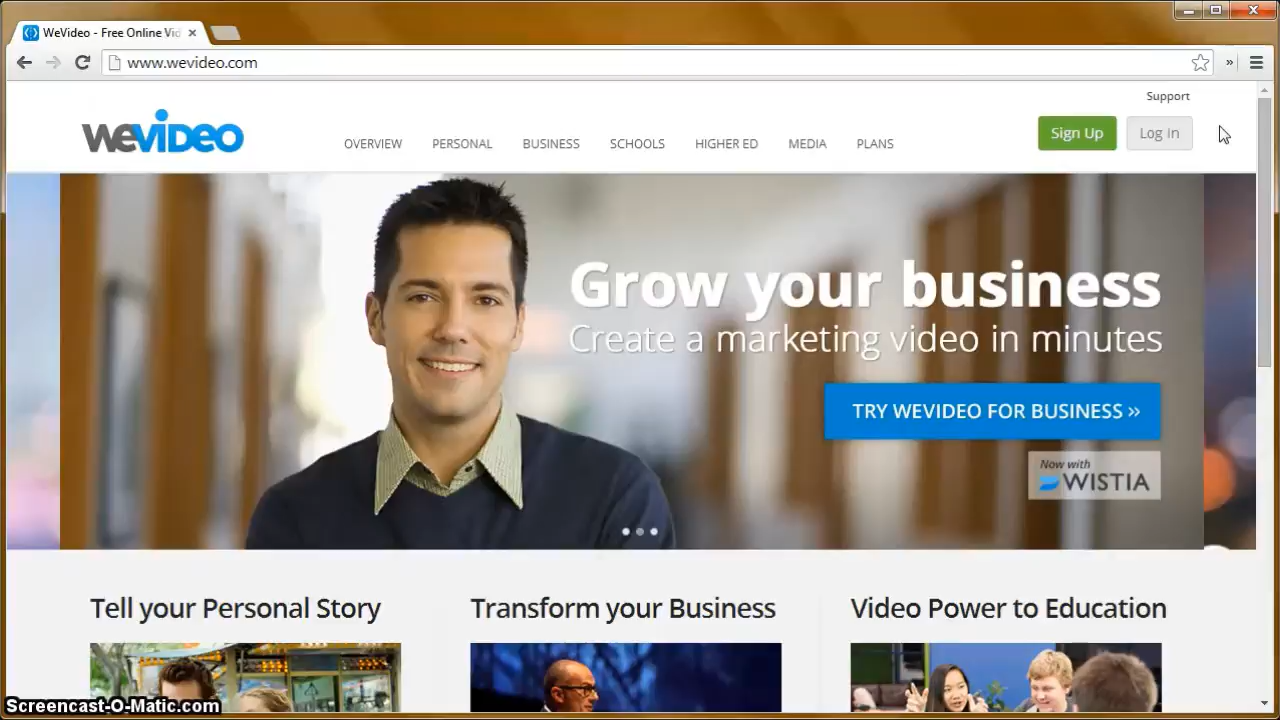 WeVideo - Free Online Vid
www.wevideo.com
Support
wevideo
OVERVIEW PERSONAL BUSINESS SCHOOLS HIGHER ED MEDIA PLANS
Sign Up Log In
Grow your business
Create a marketing video in minutes
TRY WEVIDEO FOR BUSINESS »
Now with
WISTIA
Tell your Personal Story Transform your Business Video Power to Education
Screencast-O-Matic.com